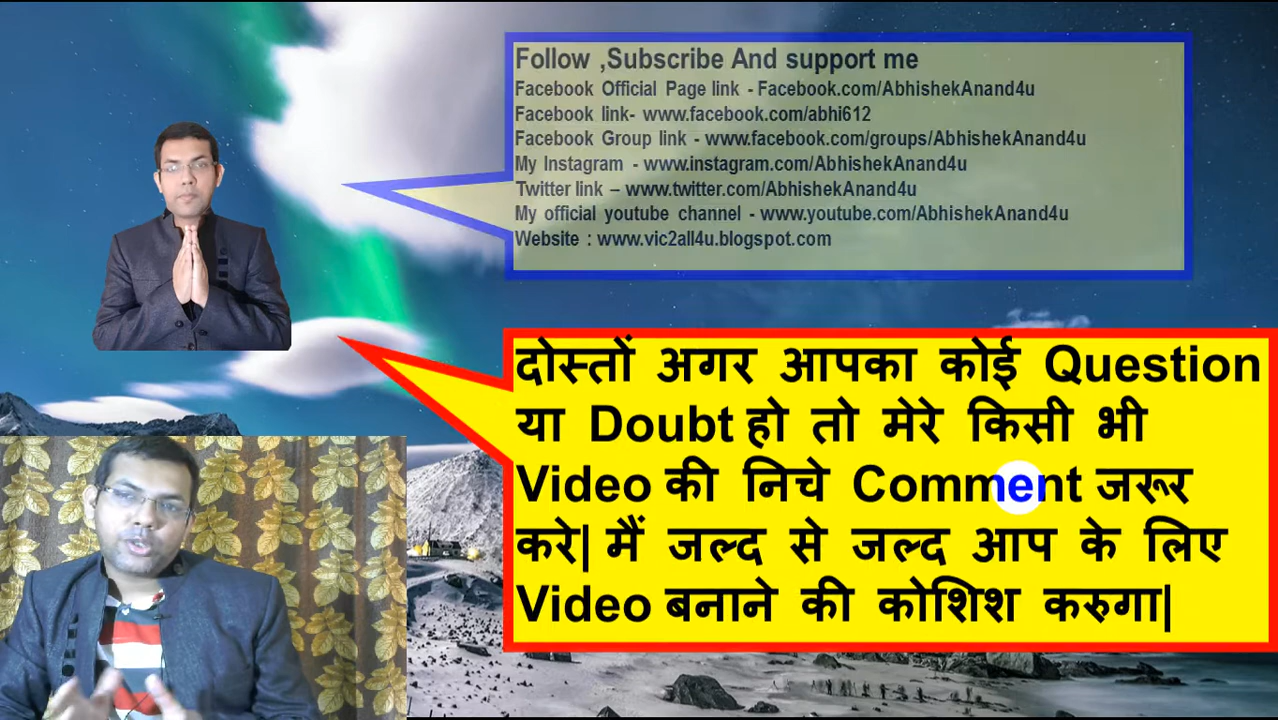 Follow ,Subscribe And support me
Facebook Official Page link - Facebook.com/AbhishekAnand4u
Facebook link- www.facebook.com/abhi612
Facebook Group link - www.facebook.com/groups/AbhishekAnand4u
My Instagram - www.instagram.com/AbhishekAnand4u
Twitter link – www.twitter.com/AbhishekAnand4u
My official youtube channel - www.youtube.com/AbhishekAnand4u
Website : www.vic2all4u.blogspot.com
दोस्तों अगर आपका कोई Question
या Doubt हो तो मेरे किसी भी
Video की निचे Comment जरूर
करे| मैं जल्द से जल्द आप के लिए
Video बनाने की कोशिश करुगा|